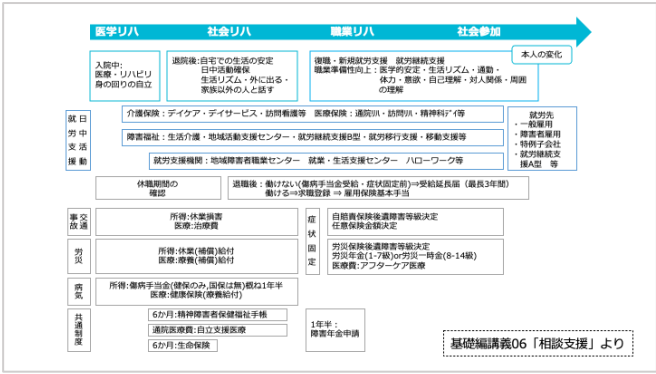 医学リハ
社会リハ
職業リハ
社会参加
本人の変化
入院中:
医療・リハビリ
身の回りの自立
退院後:自宅での生活の安定
日中活動確保
生活リズム・外に出る・
家族以外の人と話す
復職・新規就労支援 就労継続支援
職業準備性向上:医学的安定・生活リズム・通勤・
体力・意欲・自己理解・対人関係・周囲
の理解
日中活動
就労支援
介護保険:デイケア・デイサービス・訪問看護等 医療保険:通院リハ・訪問リハ・精神科デイ等
障害福祉:生活介護・地域活動支援センター・就労継続支援B型・就労移行支援・移動支援等
就労支援機関:地域障害者職業センター 就業・生活支援センター ハローワーク等
就労先
・一般雇用
・障害者雇用
・特例子会社
・就労継続支
援A型 等
休職期間の
確認
退職後:働けない(傷病手当金受給・症状固定前)⇒受給延長届(最長3年間)
働ける⇒求職登録⇒ 雇用保険基本手当
交通
事故
所得:休業損害
医療:治療費
症状固定
自賠責保険後遺障害等級決定
任意保険金額決定
労災
所得:休業(補償)給付
医療:療養(補償)給付
労災保険後遺障害等級決定
労災年金(1-7級)or労災一時金(8-14級)
医療費:アフターケア医療
病気
所得:傷病手当金(健保のみ,国保は無)概ね1年半
医療:健康保険(療養給付)
共通制度
6か月:精神障害者保健福祉手帳
通院医療費:自立支援医療
6か月:生命保険
1年半:
障害年金申請
基礎編講義06「相談支援」より